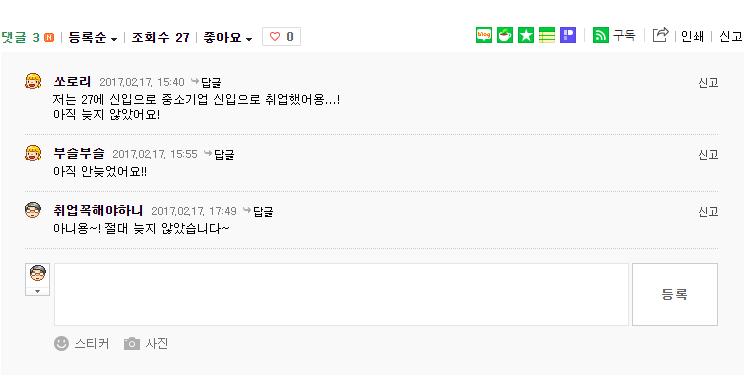 댓글 3 N 등록순 조회수 27 좋아요 0 blog 구독 인쇄 신고
쏘로리 2017.02.17. 15:40 답글 신고
저는 27에 신입으로 중소기업 신입으로 취업했어용...!
아직 늦지 않았어요!
부슬부슬 2017.02.17. 15:55 답글 신고
아직 안늦었어요!!
취업꼭해야하니 2017.02.17. 17:49 답글 신고
아니용~! 절대 늦지 않았습니다~
등록
스티커 사진